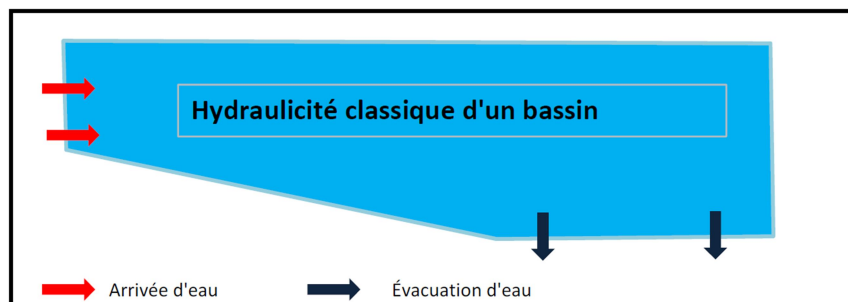 Hydraulicité classique d'un bassin
Arrivée d'eau
Évacuation d'eau